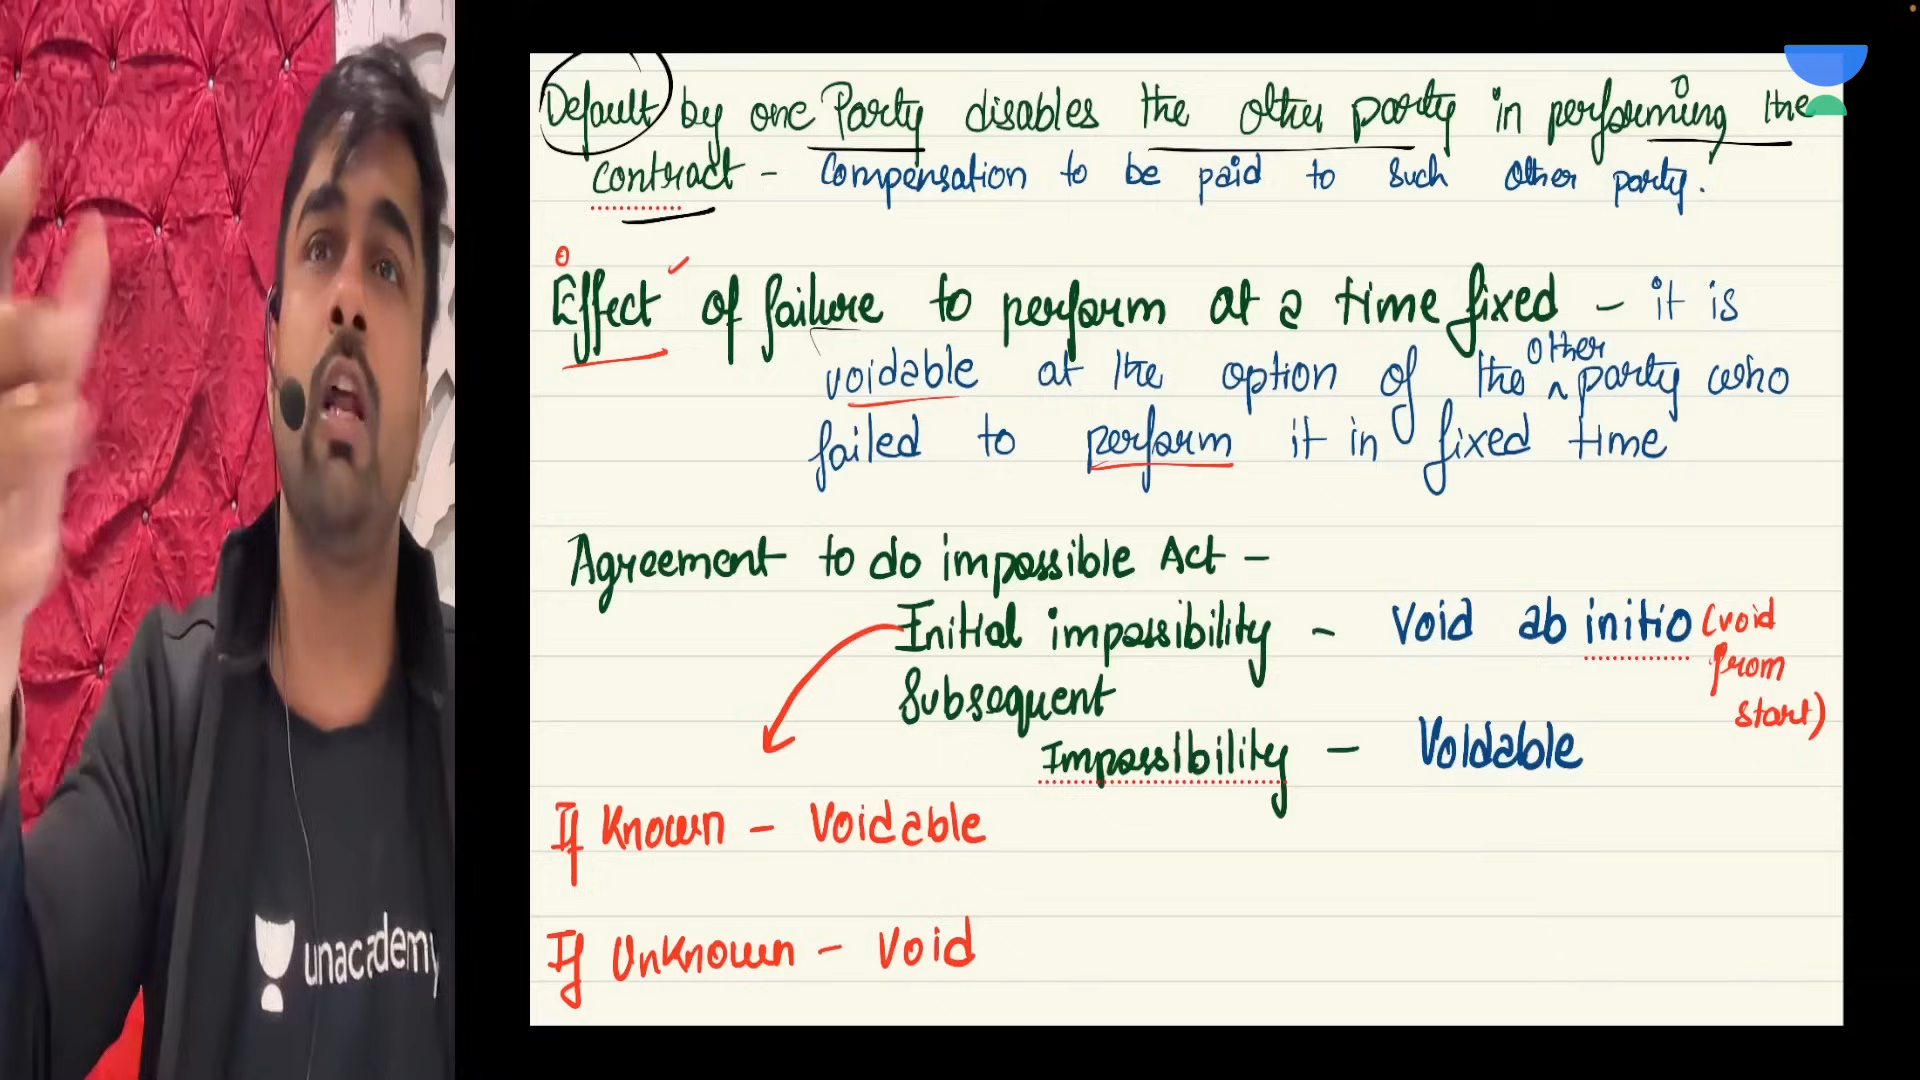 Default by one Party disables the other party in performing the
contract - Compensation to be paid to such other party.
Effect of failure to perform at a time fixed - it is
voidable at the option of the other party who
failed to perform it in fixed time
Agreement to do impossible Act -
Initial impossibility - Void ab initio (void
from
start)
Subsequent
Impossibility - Voidable
If Known - Voidable
If Unknown - Void
unacademy